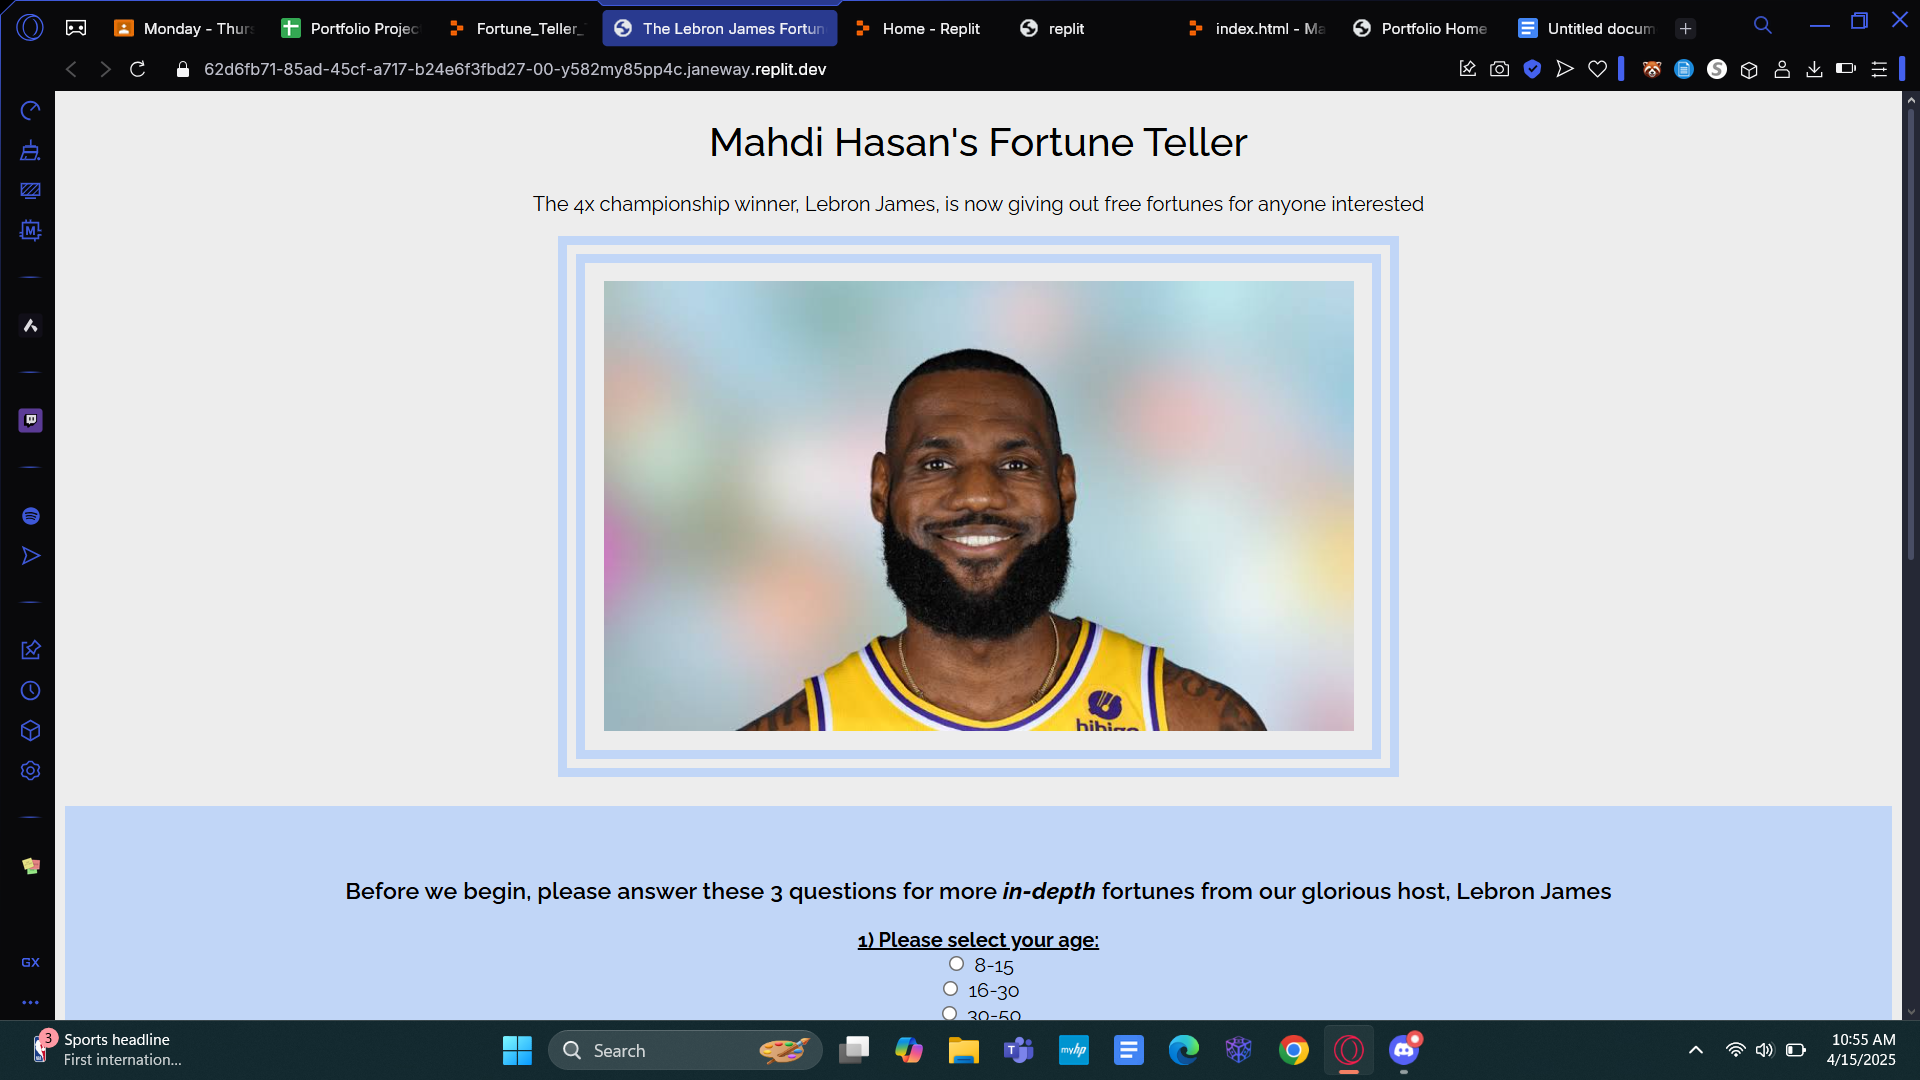 Monday - Thurs
Portfolio Projec
Fortune_Teller_
The Lebron James Fortun
Home - Replit
replit
index.html - Ma
Portfolio Home
Untitled docum
62d6fb71-85ad-45cf-a717-b24e6f3fbd27-00-y582my85pp4c.janeway.replit.dev
Mahdi Hasan's Fortune Teller
The 4x championship winner, Lebron James, is now giving out free fortunes for anyone interested
bibigo
Before we begin, please answer these 3 questions for more in-depth fortunes from our glorious host, Lebron James
1) Please select your age:
8-15
16-30
30-50
M
S
GX
3
Sports headline
First internation...
Search
myhp
10:55 AM
4/15/2025